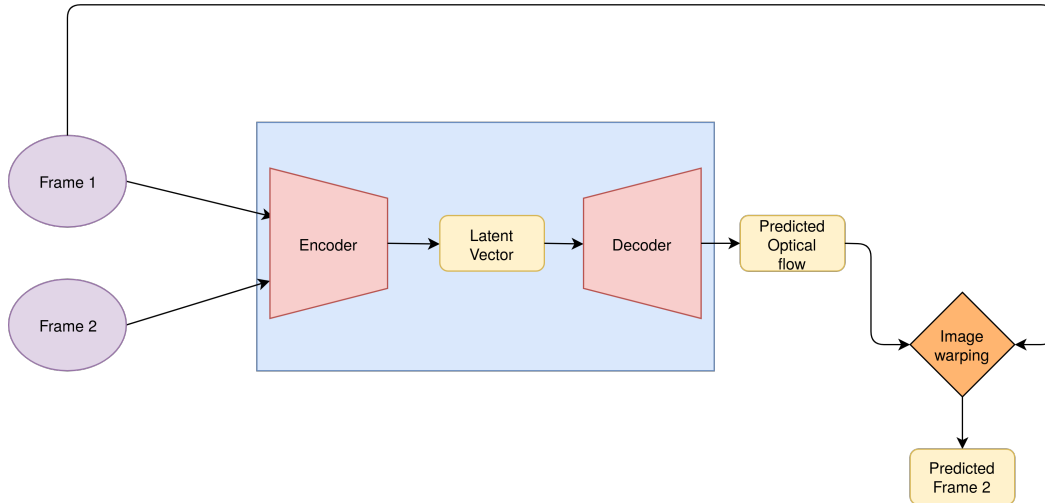 Frame 1
Frame 2
Encoder
Latent
Vector
Decoder
Predicted
Optical
flow
Image
warping
Predicted
Frame 2